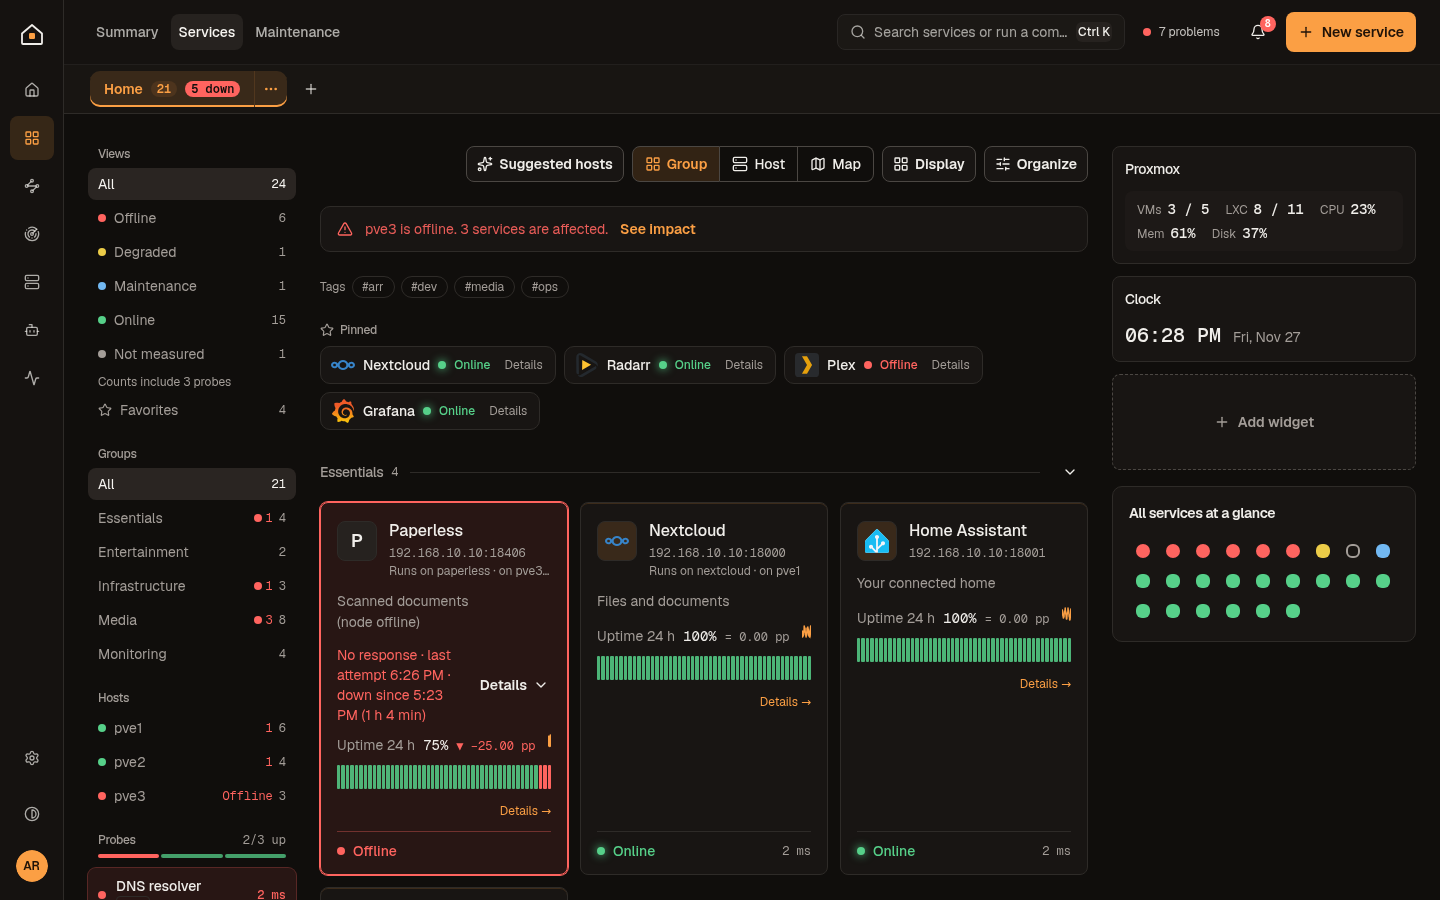 Summary Services Maintenance
Search services or run a com… Ctrl K
7 problems
8
+ New service
Home 21 5 down
Views
All 24
Offline 6
Degraded 1
Maintenance 1
Online 15
Not measured 1
Counts include 3 probes
Favorites 4
Groups
All 21
Essentials 1 4
Entertainment 2
Infrastructure 1 3
Media 3 8
Monitoring 4
Hosts
pve1 1 6
pve2 1 4
pve3 Offline 3
Probes 2/3 up
DNS resolver 2 ms
AR
Suggested hosts Group Host Map Display Organize
pve3 is offline. 3 services are affected. See impact
Tags #arr #dev #media #ops
Pinned
Nextcloud Online Details
Radarr Online Details
Plex Offline Details
Grafana Online Details
Essentials 4
P
Paperless
192.168.10.10:18406
Runs on paperless · on pve3…
Scanned documents
(node offline)
No response · last
attempt 6:26 PM ·
down since 5:23
PM (1 h 4 min)
Details
Uptime 24 h 75% ▼ -25.00 pp
Details →
Offline
Nextcloud
192.168.10.10:18000
Runs on nextcloud · on pve1
Files and documents
Uptime 24 h 100% = 0.00 pp
Details →
Online 2 ms
Home Assistant
192.168.10.10:18001
Your connected home
Uptime 24 h 100% = 0.00 pp
Details →
Online 2 ms
Proxmox
VMs 3 / 5 LXC 8 / 11 CPU 23%
Mem 61% Disk 37%
Clock
06:28 PM Fri, Nov 27
+ Add widget
All services at a glance